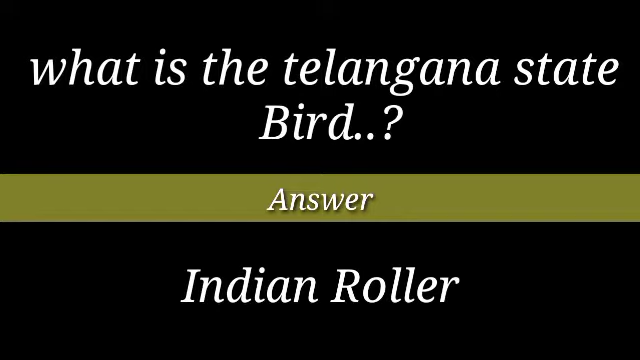 what is the telangana state
Bird..?
Answer
Indian Roller